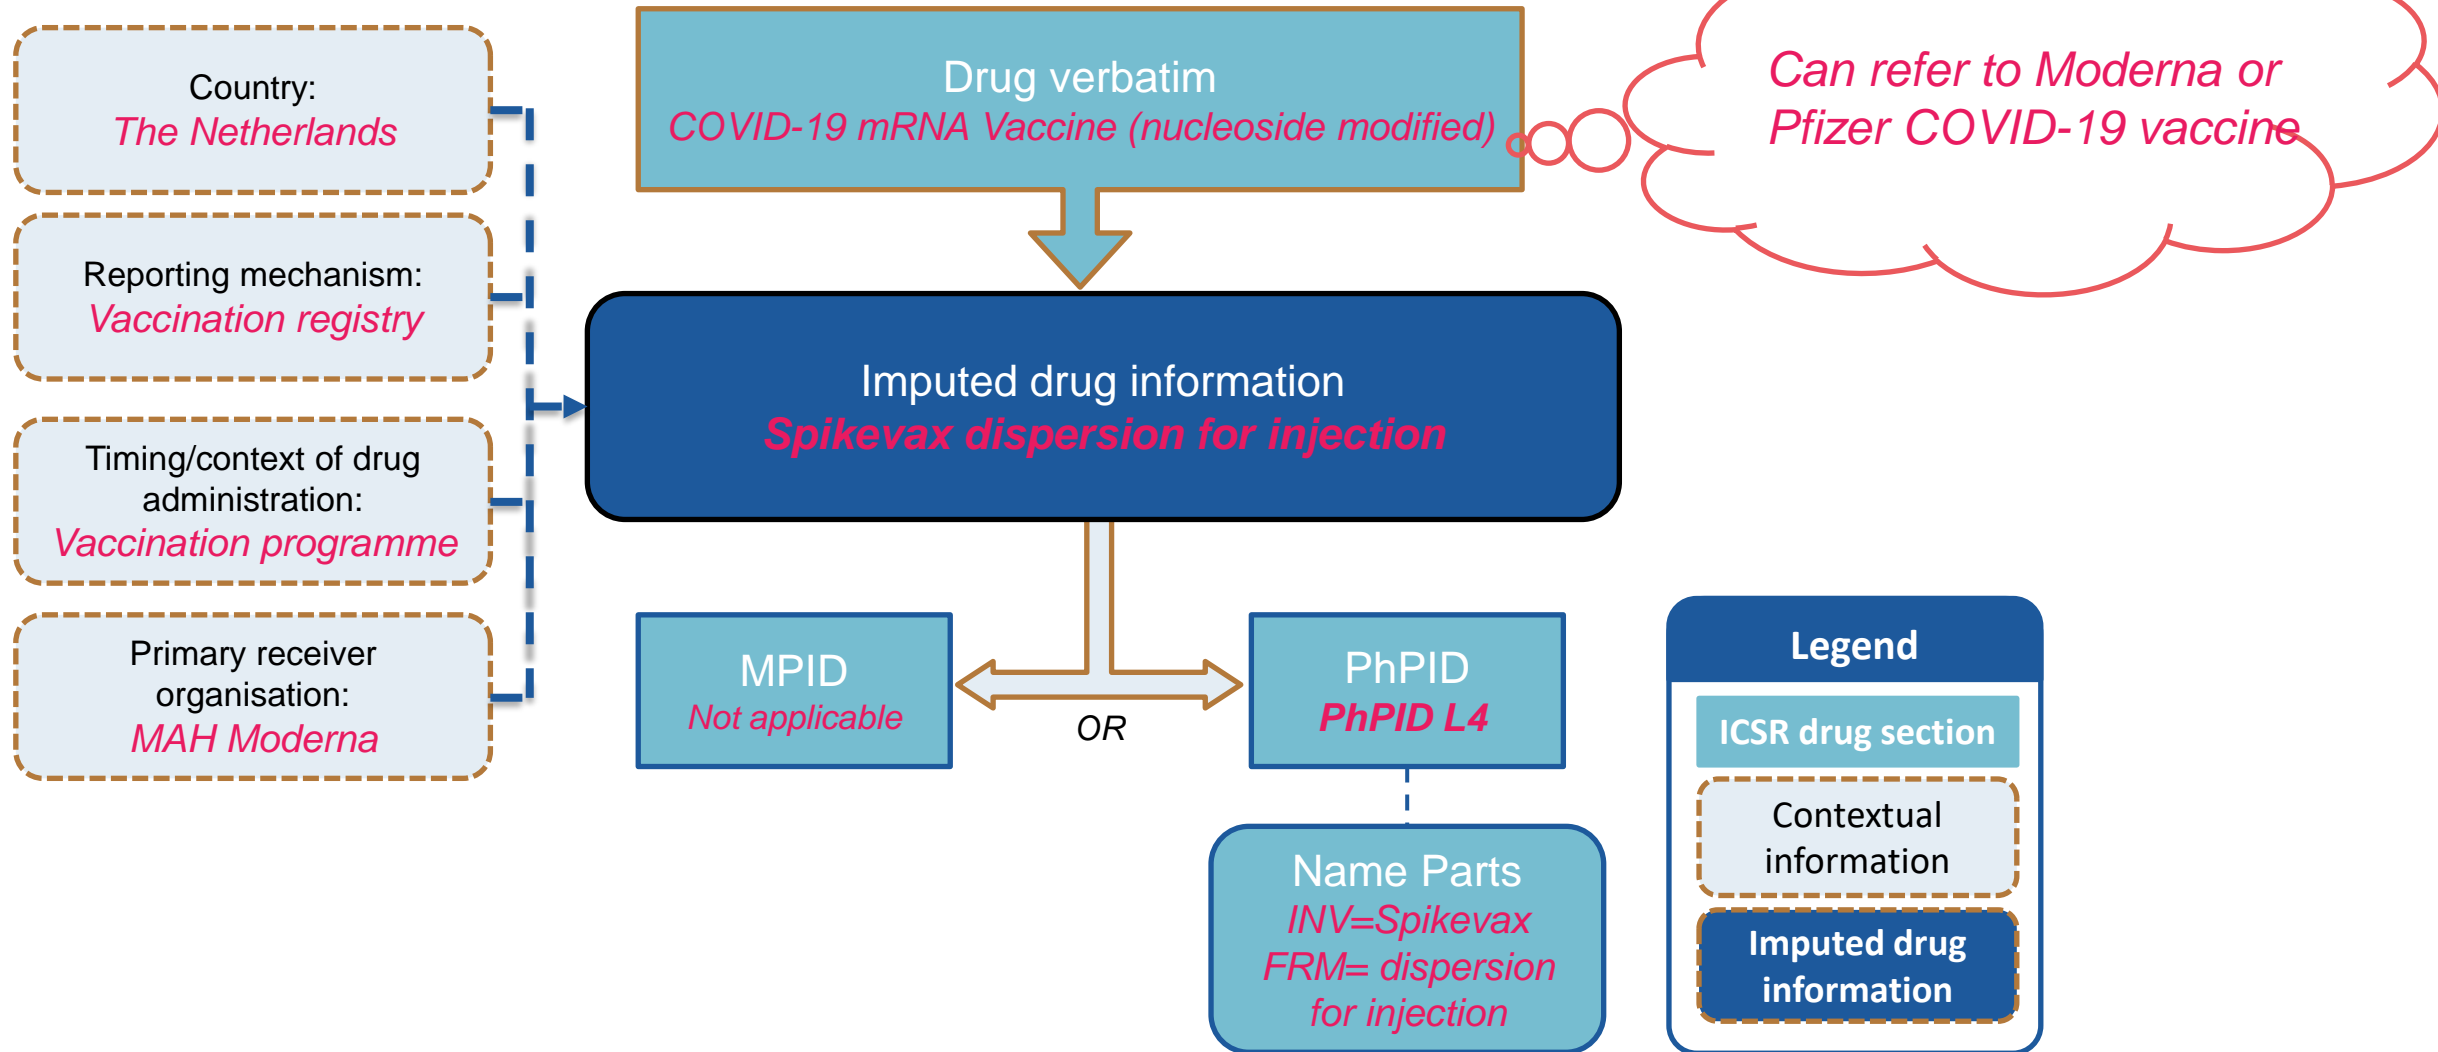 Country:
The Netherlands
Reporting mechanism:
Vaccination registry
Timing/context of drug
administration:
Vaccination programme
Primary receiver
organisation:
MAH Moderna
Drug verbatim
COVID-19 mRNA Vaccine (nucleoside modified)
Can refer to Moderna or
Pfizer COVID-19 vaccine
Imputed drug information
Spikevax dispersion for injection
MPID
Not applicable
OR
PhPID
PhPID L4
Name Parts
INV=Spikevax
FRM= dispersion
for injection
Legend
ICSR drug section
Contextual
information
Imputed drug
information